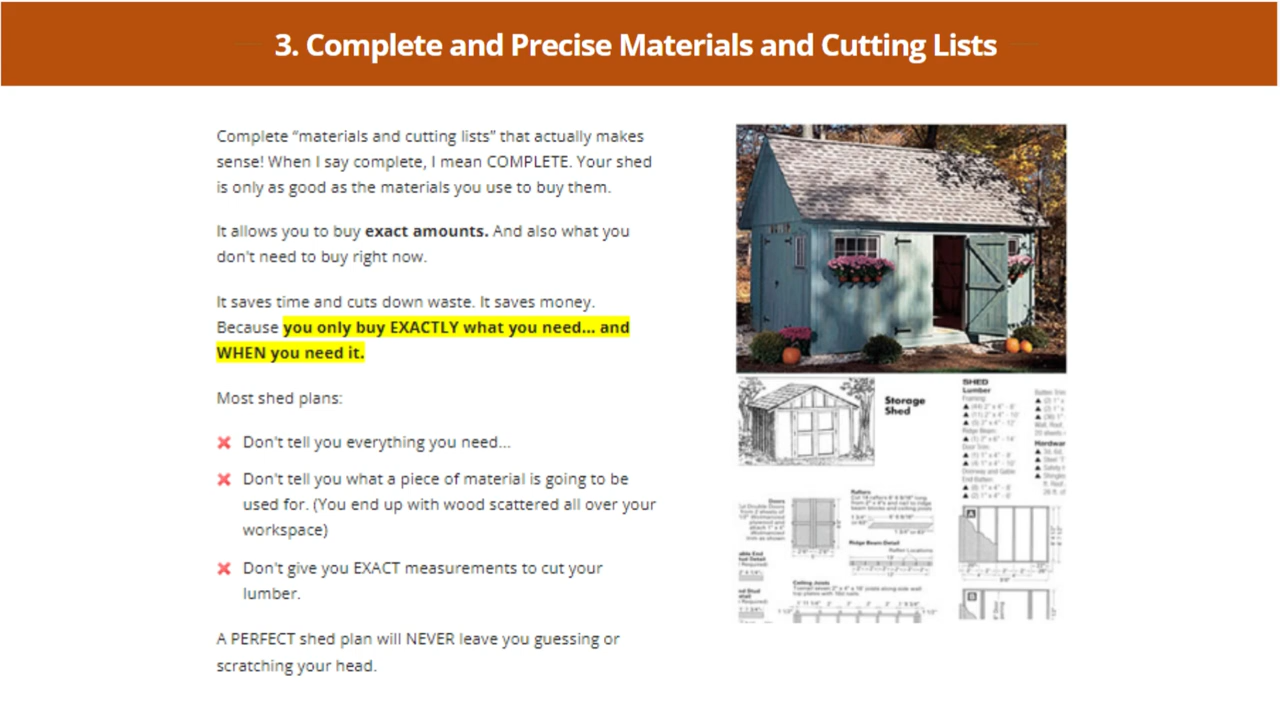 3. Complete and Precise Materials and Cutting Lists
Complete “materials and cutting lists” that actually makes
sense! When I say complete, I mean COMPLETE. Your shed
is only as good as the materials you use to buy them.
It allows you to buy exact amounts. And also what you
don't need to buy right now.
It saves time and cuts down waste. It saves money.
Because you only buy EXACTLY what you need... and
WHEN you need it.
Most shed plans:
Don't tell you everything you need...
Don't tell you what a piece of material is going to be
used for. (You end up with wood scattered all over your
workspace)
Don't give you EXACT measurements to cut your
lumber.
A PERFECT shed plan will NEVER leave you guessing or
scratching your head.
Storage
Shed
SHED
Lumber
Framing:
Ridge Beam:
Door Trim:
Hardwar
Doors
Rafters
Ridge Beam Detail
Rafter Locations
Ceiling Joists
A
B